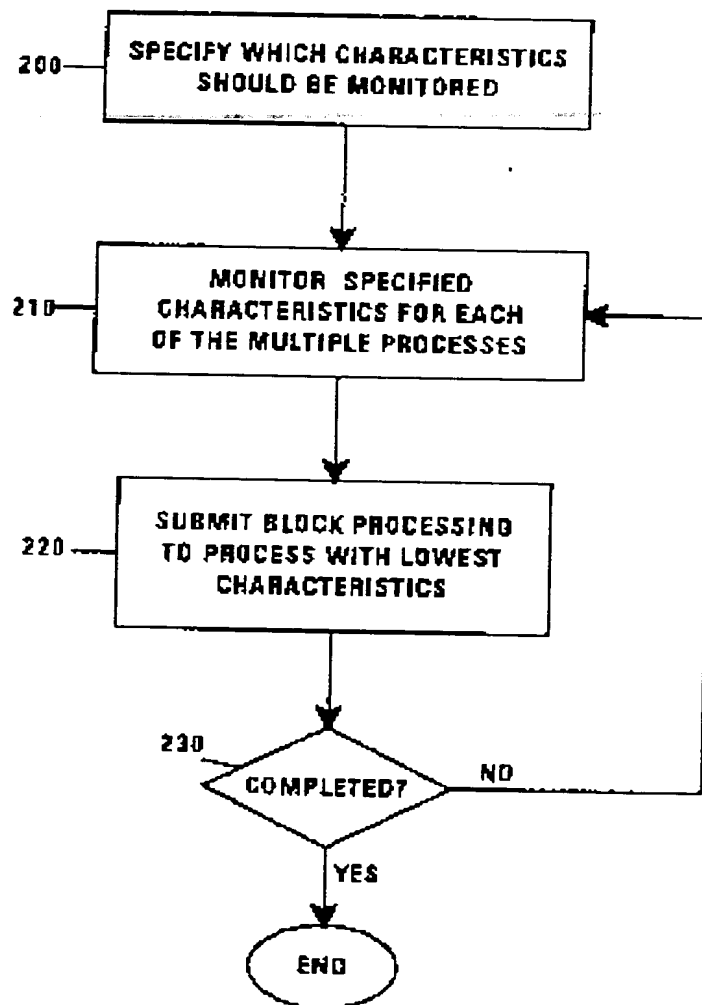 200
SPECIFY WHICH CHARACTERISTICS
SHOULD BE MONITORED
210
MONITOR SPECIFIED
CHARACTERISTICS FOR EACH
OF THE MULTIPLE PROCESSES
220
SUBMIT BLOCK PROCESSING
TO PROCESS WITH LOWEST
CHARACTERISTICS
230
COMPLETED?
NO
YES
END